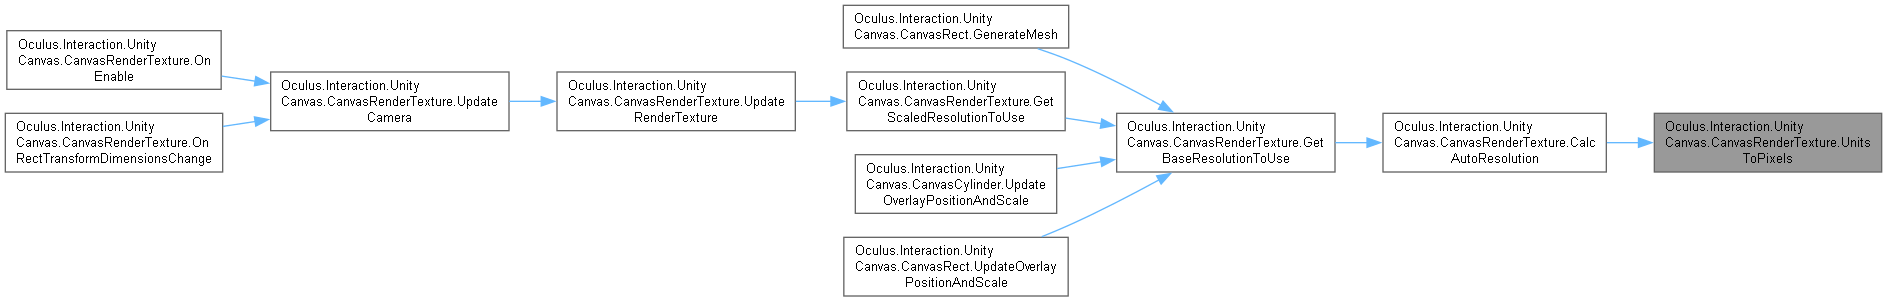 Oculus.Interaction.Unity
Canvas.CanvasRenderTexture.On
Enable
Oculus.Interaction.Unity
Canvas.CanvasRenderTexture.On
RectTransformDimensionsChange
Oculus.Interaction.Unity
Canvas.CanvasRenderTexture.Update
Camera
Oculus.Interaction.Unity
Canvas.CanvasRenderTexture.Update
RenderTexture
Oculus.Interaction.Unity
Canvas.CanvasRect.GenerateMesh
Oculus.Interaction.Unity
Canvas.CanvasRenderTexture.Get
ScaledResolutionToUse
Oculus.Interaction.Unity
Canvas.CanvasCylinder.Update
OverlayPositionAndScale
Oculus.Interaction.Unity
Canvas.CanvasRect.UpdateOverlay
PositionAndScale
Oculus.Interaction.Unity
Canvas.CanvasRenderTexture.Get
BaseResolutionToUse
Oculus.Interaction.Unity
Canvas.CanvasRenderTexture.Calc
AutoResolution
Oculus.Interaction.Unity
Canvas.CanvasRenderTexture.Units
ToPixels